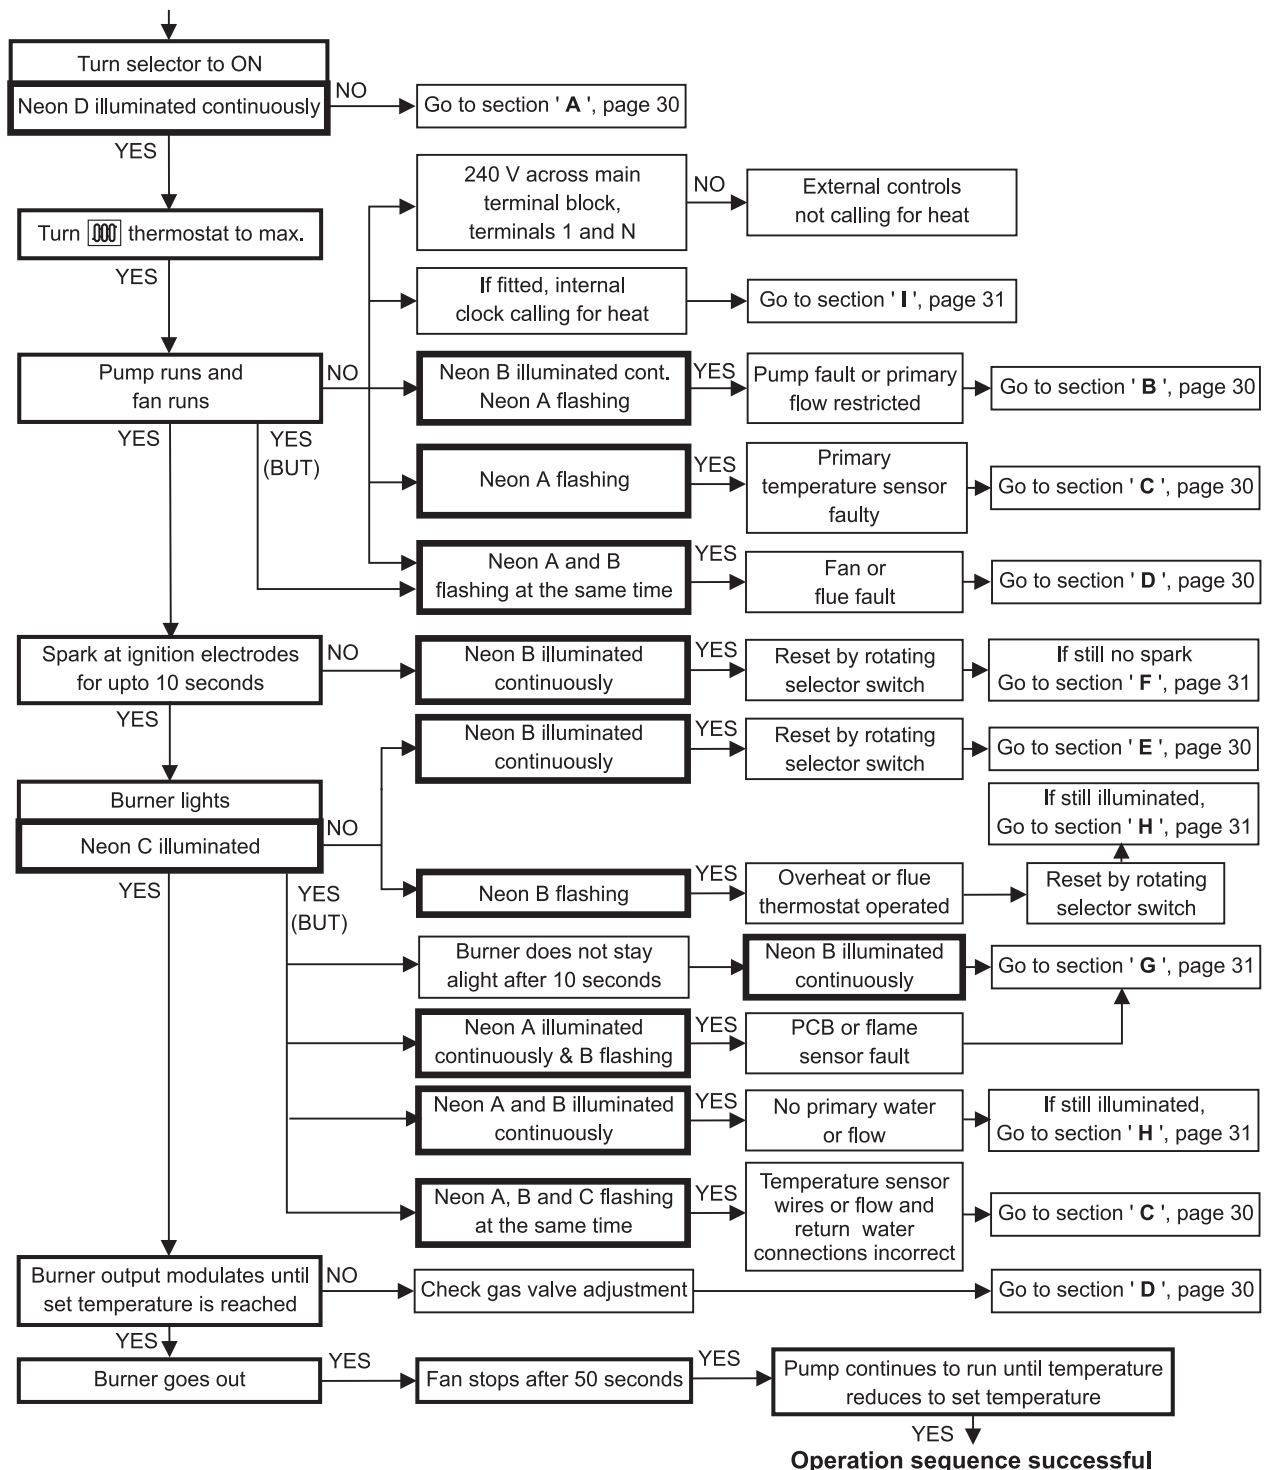 Turn selector to ON
Neon D illuminated continuously
NO
Go to section ' A ', page 30
YES
Turn thermostat to max.
YES
240 V across main
terminal block,
terminals 1 and N
NO
External controls
not calling for heat
If fitted, internal
clock calling for heat
Go to section ' I ', page 31
Pump runs and
fan runs
NO
Neon B illuminated cont.
Neon A flashing
YES
Pump fault or primary
flow restricted
Go to section ' B ', page 30
YES
YES
(BUT)
Neon A flashing
YES
Primary
temperature sensor
faulty
Go to section ' C ', page 30
Neon A and B
flashing at the same time
YES
Fan or
flue fault
Go to section ' D ', page 30
Spark at ignition electrodes
for upto 10 seconds
NO
Neon B illuminated
continuously
YES
Reset by rotating
selector switch
If still no spark
Go to section ' F ', page 31
YES
Neon B illuminated
continuously
YES
Reset by rotating
selector switch
Go to section ' E ', page 30
Burner lights
Neon C illuminated
NO
If still illuminated,
Go to section ' H ', page 31
Neon B flashing
YES
Overheat or flue
thermostat operated
Reset by rotating
selector switch
YES
YES
(BUT)
Burner does not stay
alight after 10 seconds
Neon B illuminated
continuously
Go to section ' G ', page 31
Neon A illuminated
continuously & B flashing
YES
PCB or flame
sensor fault
Neon A and B illuminated
continuously
YES
No primary water
or flow
If still illuminated,
Go to section ' H ', page 31
Neon A, B and C flashing
at the same time
YES
Temperature sensor
wires or flow and
return water
connections incorrect
Go to section ' C ', page 30
Burner output modulates until
set temperature is reached
NO
Check gas valve adjustment
Go to section ' D ', page 30
YES
Burner goes out
YES
Fan stops after 50 seconds
YES
Pump continues to run until temperature
reduces to set temperature
YES
Operation sequence successful